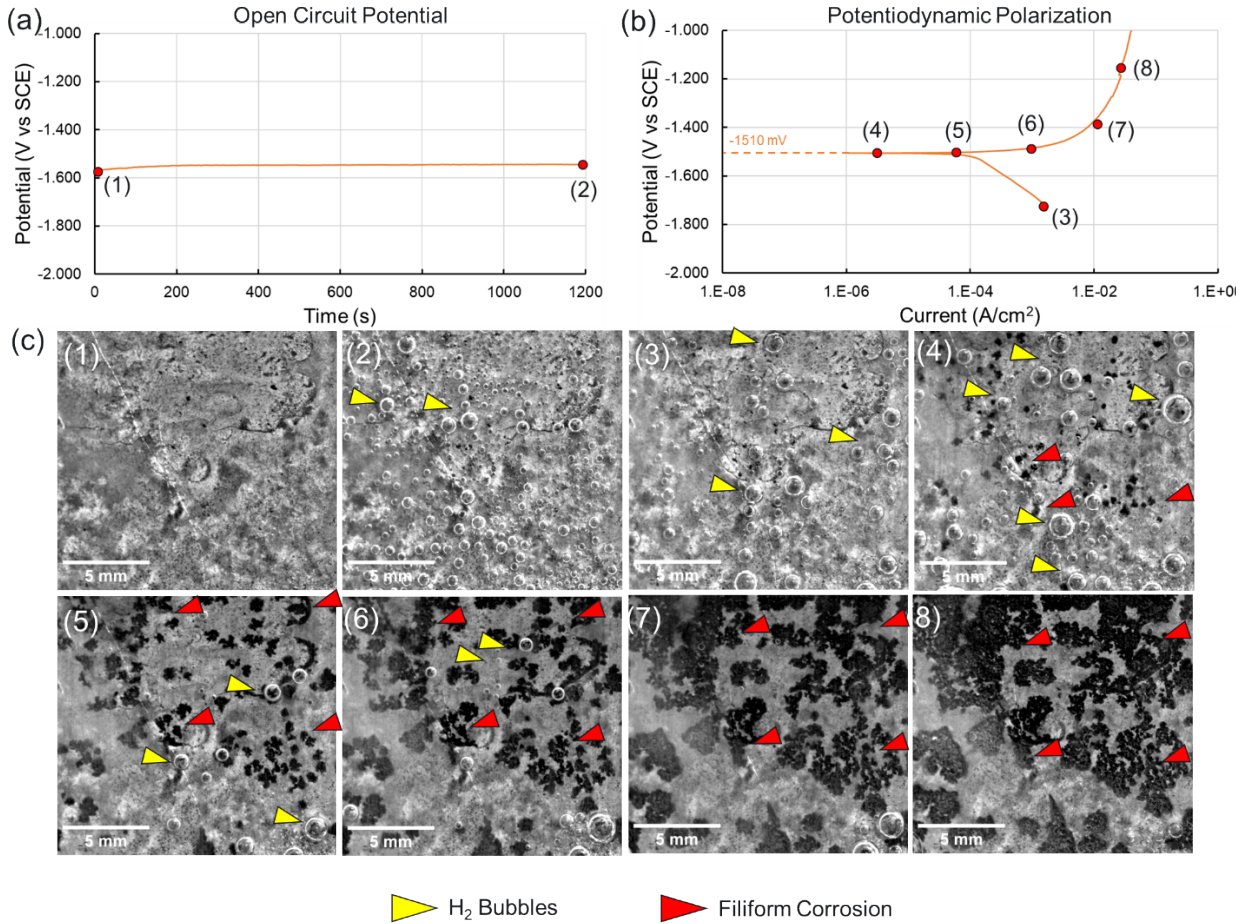 (a) Open Circuit Potential
Potential (V vs SCE)
-1.000
-1.200
-1.400
-1.600
-1.800
-2.000
(1)
(2)
0 200 400 600 800 1000 1200
Time (s)
(b) Potentiodynamic Polarization
Potential (V vs SCE)
-1.000
-1.200
-1.400
-1.600
-1.800
-2.000
-1510 mV
(4) (5) (6) (7) (8)
(3)
1.E-08 1.E-06 1.E-04 1.E-02 1.E+00
Current (A/cm²)
(c)
(1) (2) (3) (4)
5 mm 5 mm 5 mm 5 mm
(5) (6) (7) 8)
5 mm 5 mm 5 mm 5 mm
H₂ Bubbles Filiform Corrosion